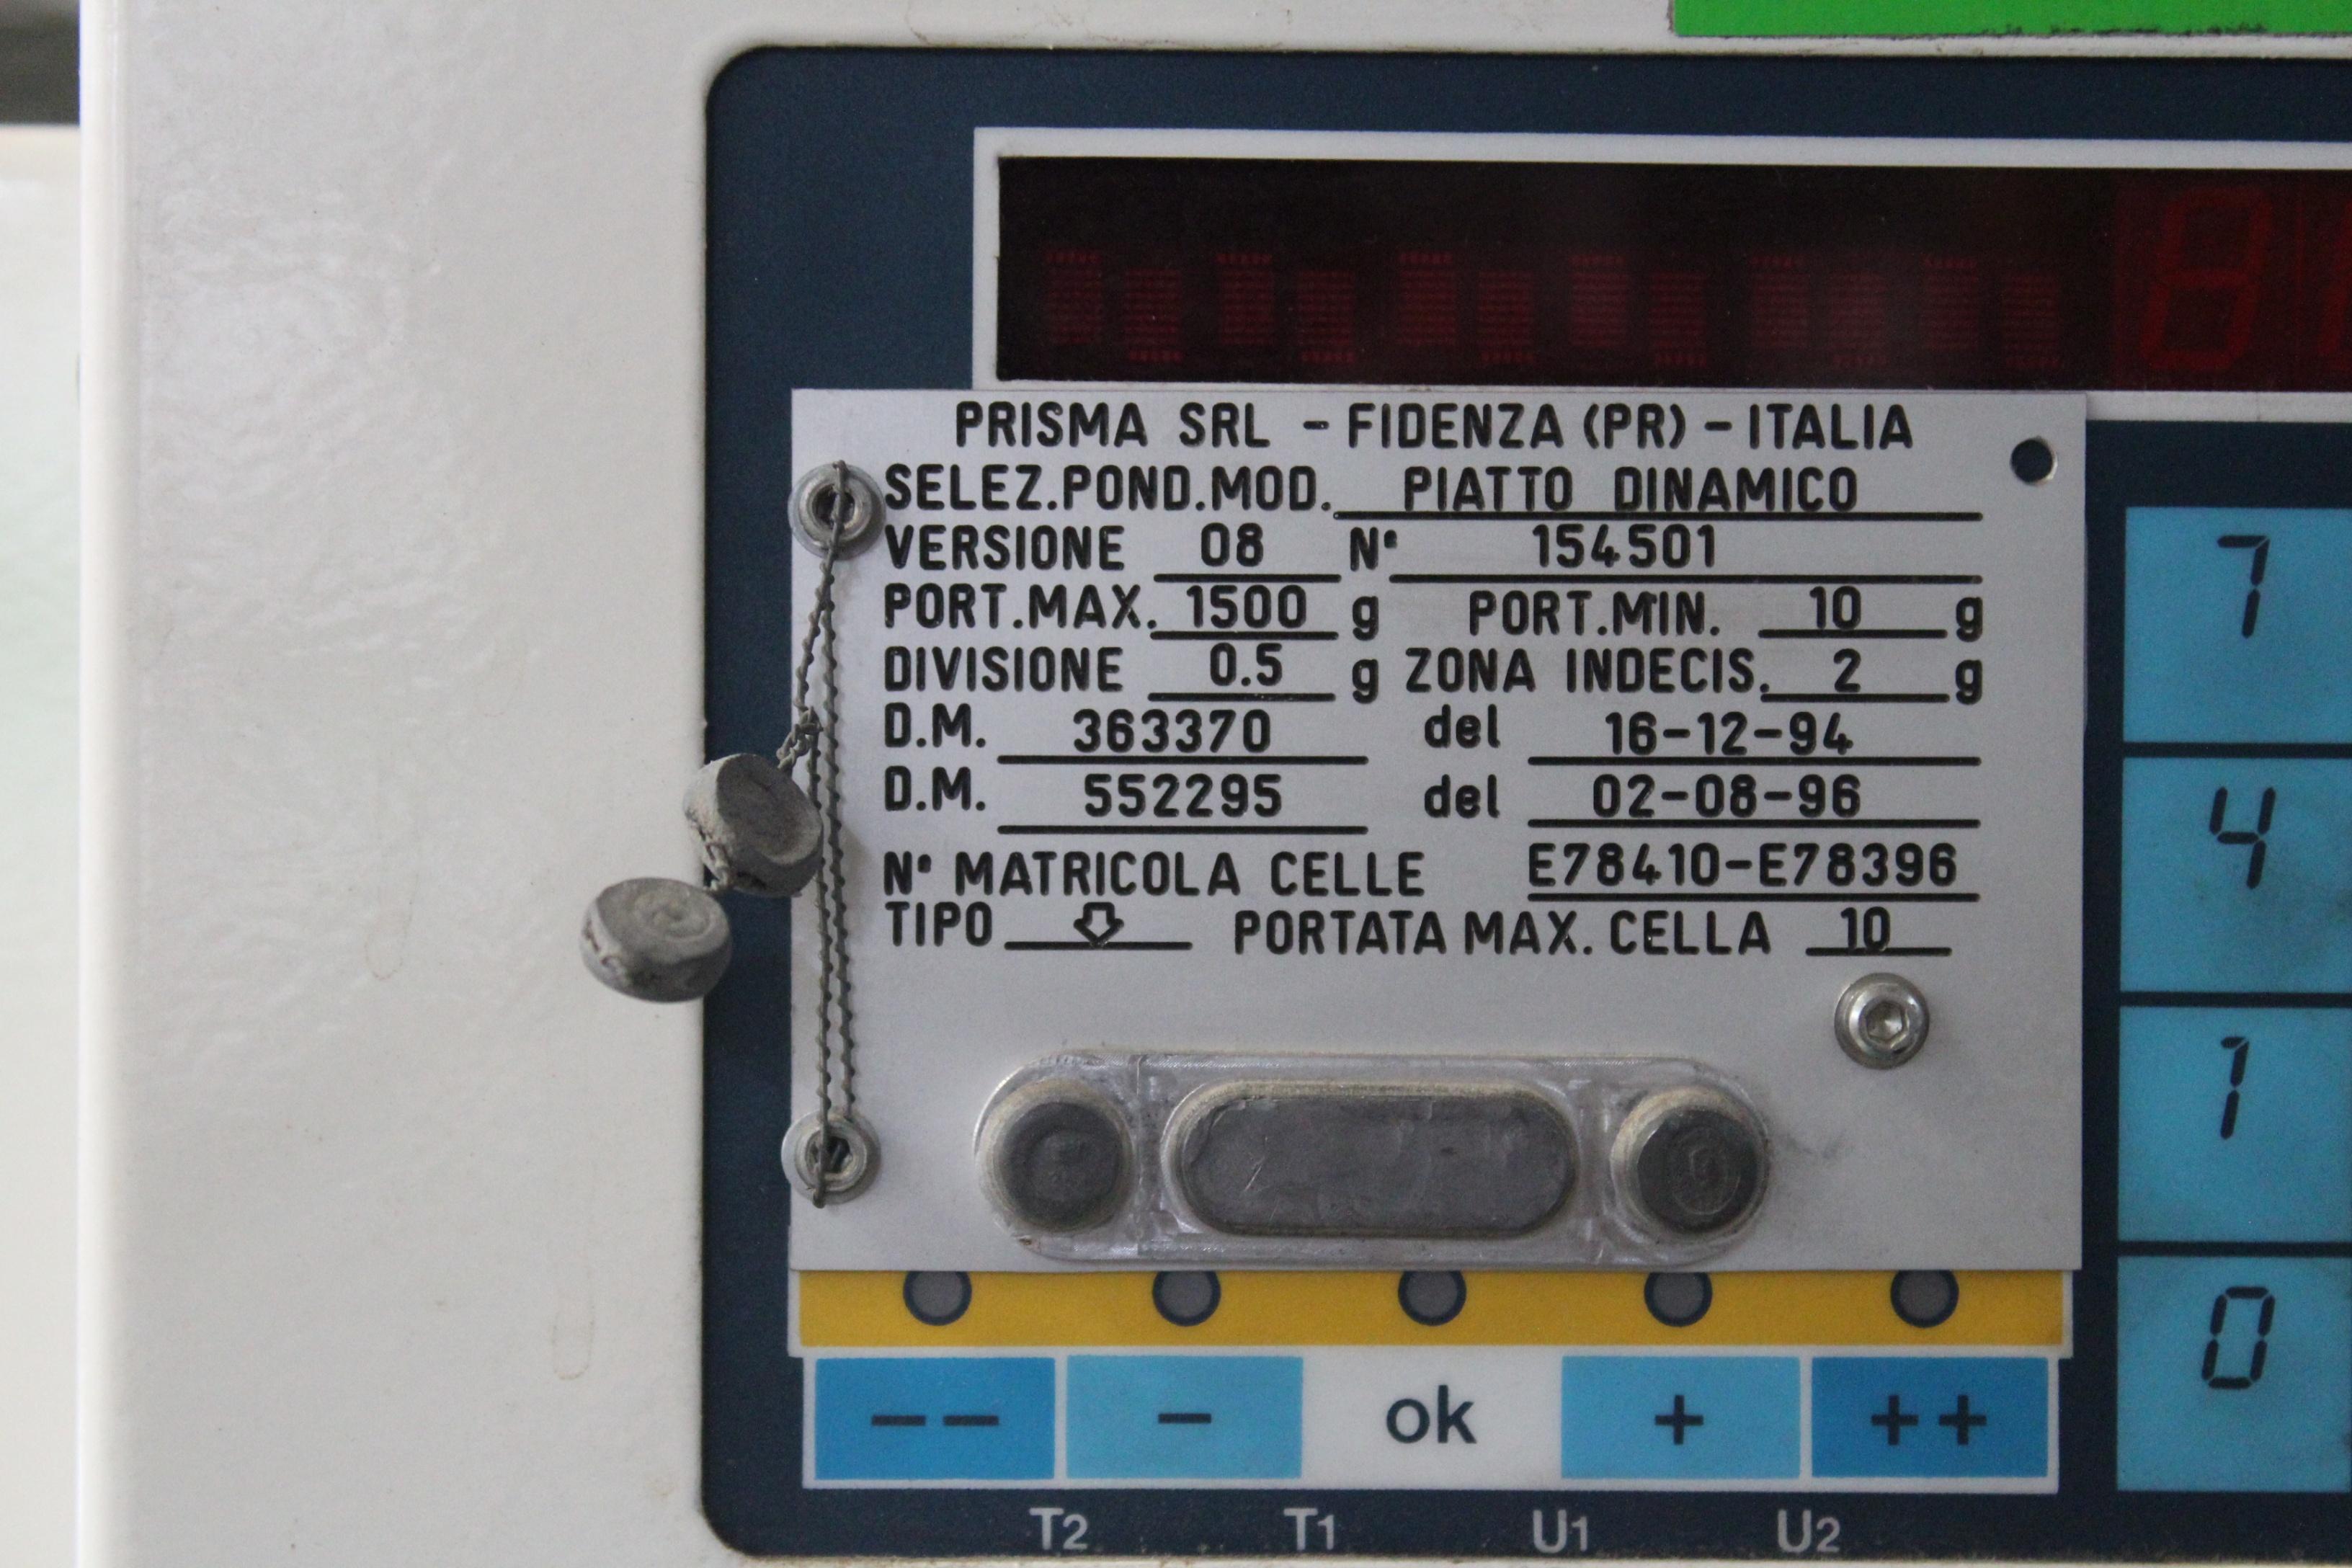 PRISMA SRL - FIDENZA (PR) - ITALIA
SELEZ.POND.MOD. PIATTO DINAMICO
VERSIONE 08 N° 154501
PORT.MAX. 1500 g PORT.MIN. 10 g
DIVISIONE 0.5 g ZONA INDECIS. 2 g
D.M. 363370 del 16-12-94
D.M. 552295 del 02-08-96
N° MATRICOLA CELLE E78410-E78396
TIPO PORTATA MAX. CELLA 10
-- - ok + ++
T2 T1 U1 U2
7
4
1
0